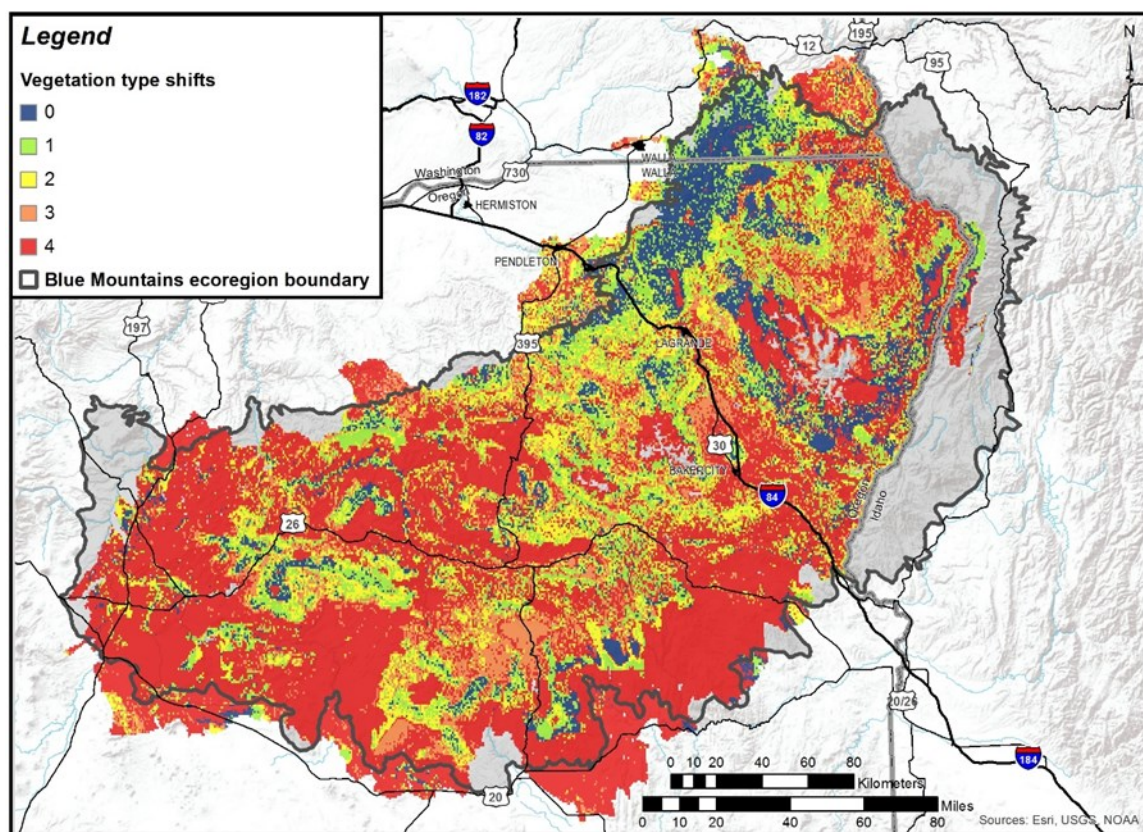 Legend
Vegetation type shifts
0
1
2
3
4
Blue Mountains ecoregion boundary
N
12
195
95
182
82
Washington
Oregon
730
WALLA
WALLA
HERMISTON
PENDLETON
197
395
LAGRANDE
30
BAKERCITY
84
Oregon
Idaho
26
20
20/26
184
0 10 20 40 60 80
Kilometers
Miles
0 10 20 40 60 80
Sources: Esri, USGS, NOAA